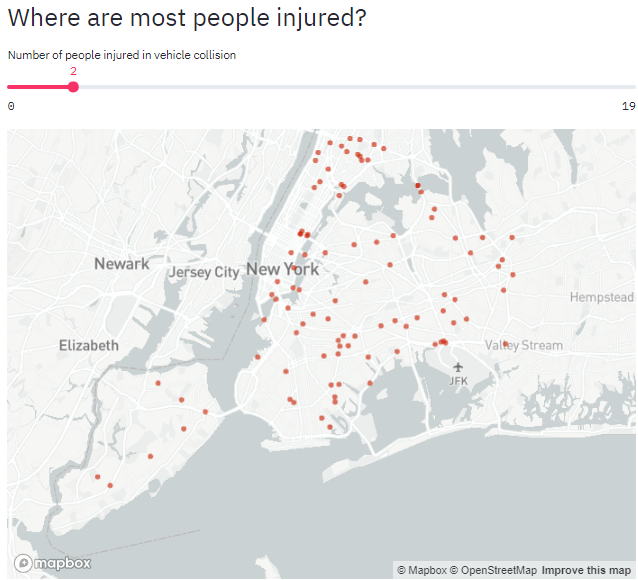 Where are most people injured?
Number of people injured in vehicle collision
2
0
19
Newark
Jersey City
New York
Hempstead
Elizabeth
Valley Stream
JFK
mapbox
© Mapbox © OpenStreetMap Improve this map